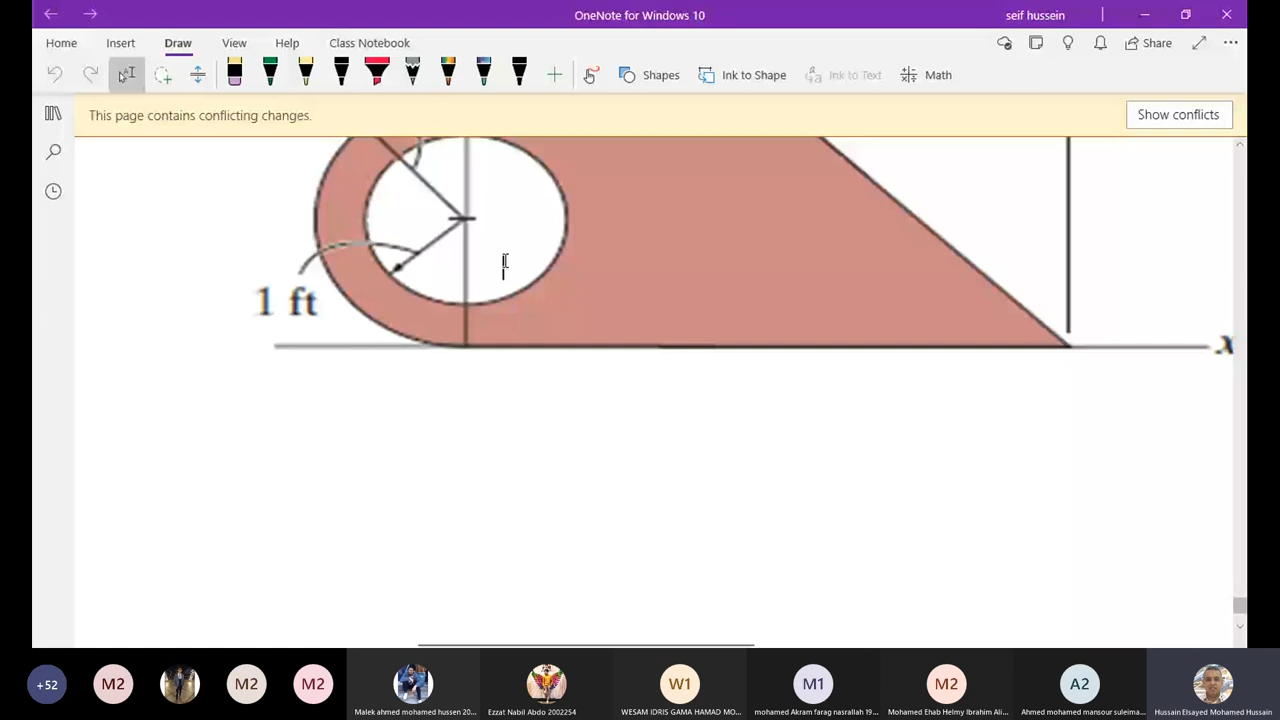 OneNote for Windows 10
seif hussein
Home
Insert
Draw
View
Help
Class Notebook
Share
Shapes
Ink to Shape
Ink to Text
Math
This page contains conflicting changes.
Show conflicts
1 ft
x
+52
M2
M2
M2
W1
M1
M2
A2
Malek ahmed mohamed hussen 20...
Ezzat Nabil Abdo 2002254
WESAM IDRIS GAMA HAMAD MO...
mohamed Akram farag nasrallah 19...
Mohamed Ehab Helmy Ibrahim Ali...
Ahmed mohamed mansour suleima...
Hussain Elsayed Mohamed Hussain